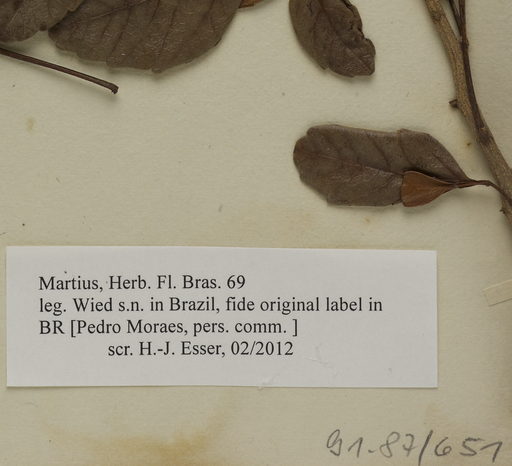 Martius, Herb. Fl. Bras. 69
leg. Wied s.n. in Brazil, fide original label in
BR [Pedro Moraes, pers. comm. ]
scr. H.-J. Esser, 02/2012
91.87/651